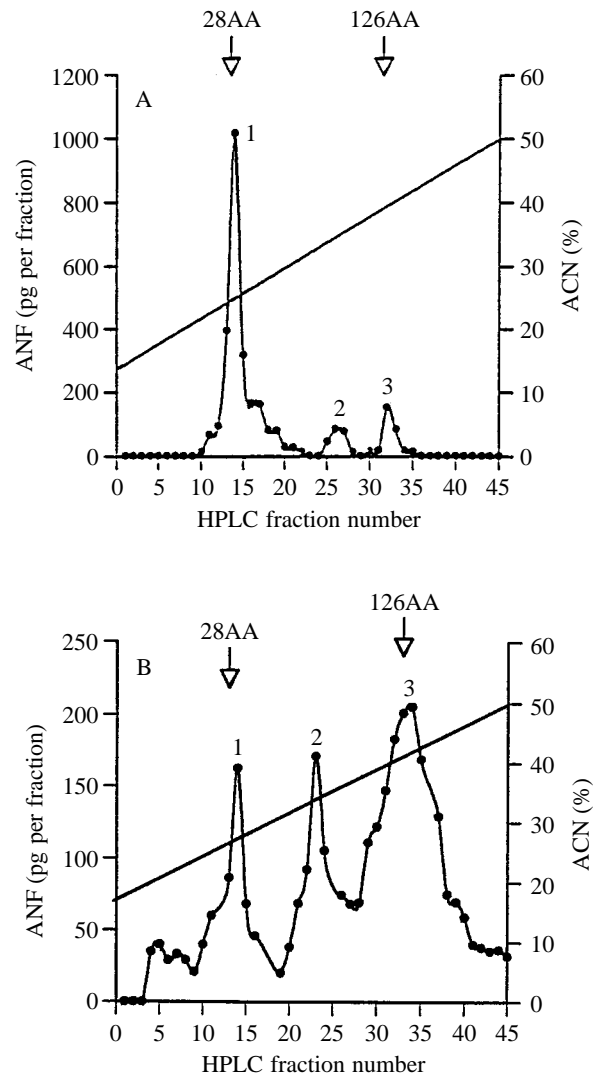 28AA 126AA
A
1200
1000
800
600
400
200
0
ANF (pg per fraction)
60
50
40
30
20
10
0
ACN (%)
1
2
3
0 5 10 15 20 25 30 35 40 45
HPLC fraction number
28AA 126AA
B
250
200
150
100
50
0
ANF (pg per fraction)
60
50
40
30
20
10
0
ACN (%)
1
2
3
0 5 10 15 20 25 30 35 40 45
HPLC fraction number